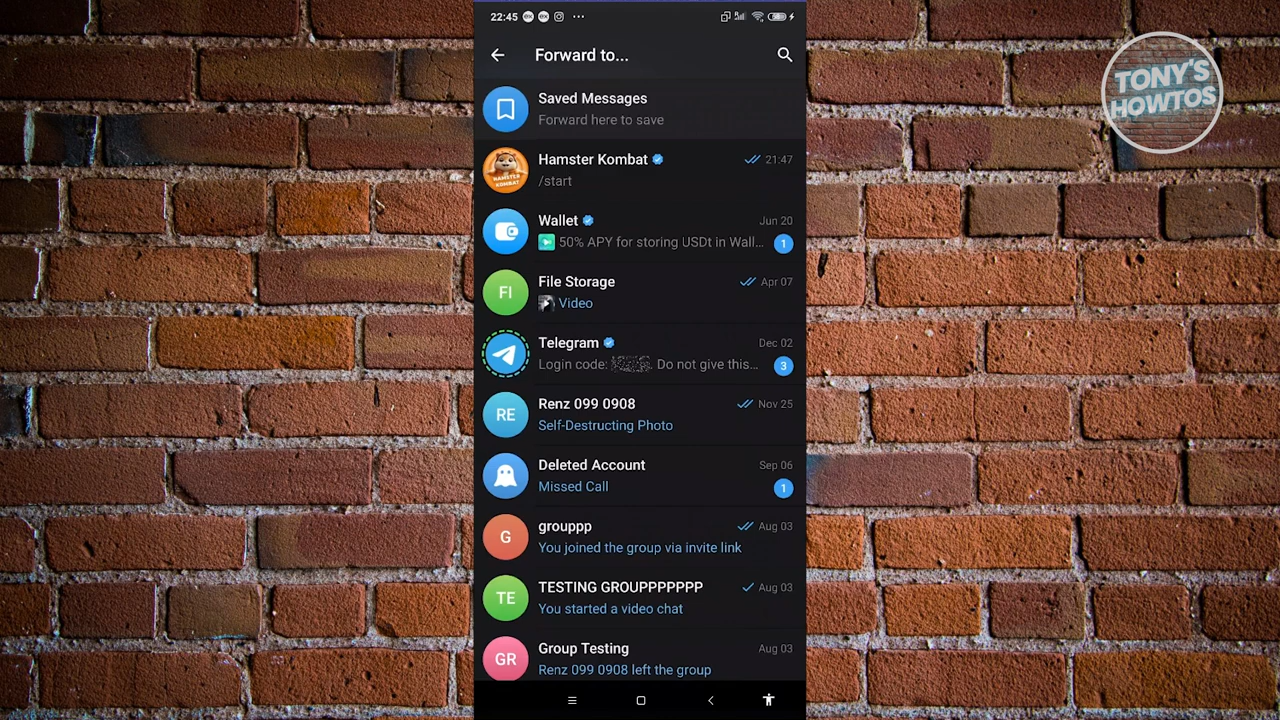 22:45
TONY'S
HOWTOS
Forward to...
Saved Messages
Forward here to save
Hamster Kombat 21:47
/start
HAMSTER
KOMBAT
Wallet Jun 20
50% APY for storing USDt in Wall... 1
FI
File Storage Apr 07
Video
Telegram Dec 02
Login code: . Do not give this... 3
RE
Renz 099 0908 Nov 25
Self-Destructing Photo
Deleted Account Sep 06
Missed Call 1
G
grouppp Aug 03
You joined the group via invite link
TE
TESTING GROUPPPPPPP Aug 03
You started a video chat
GR
Group Testing Aug 03
Renz 099 0908 left the group